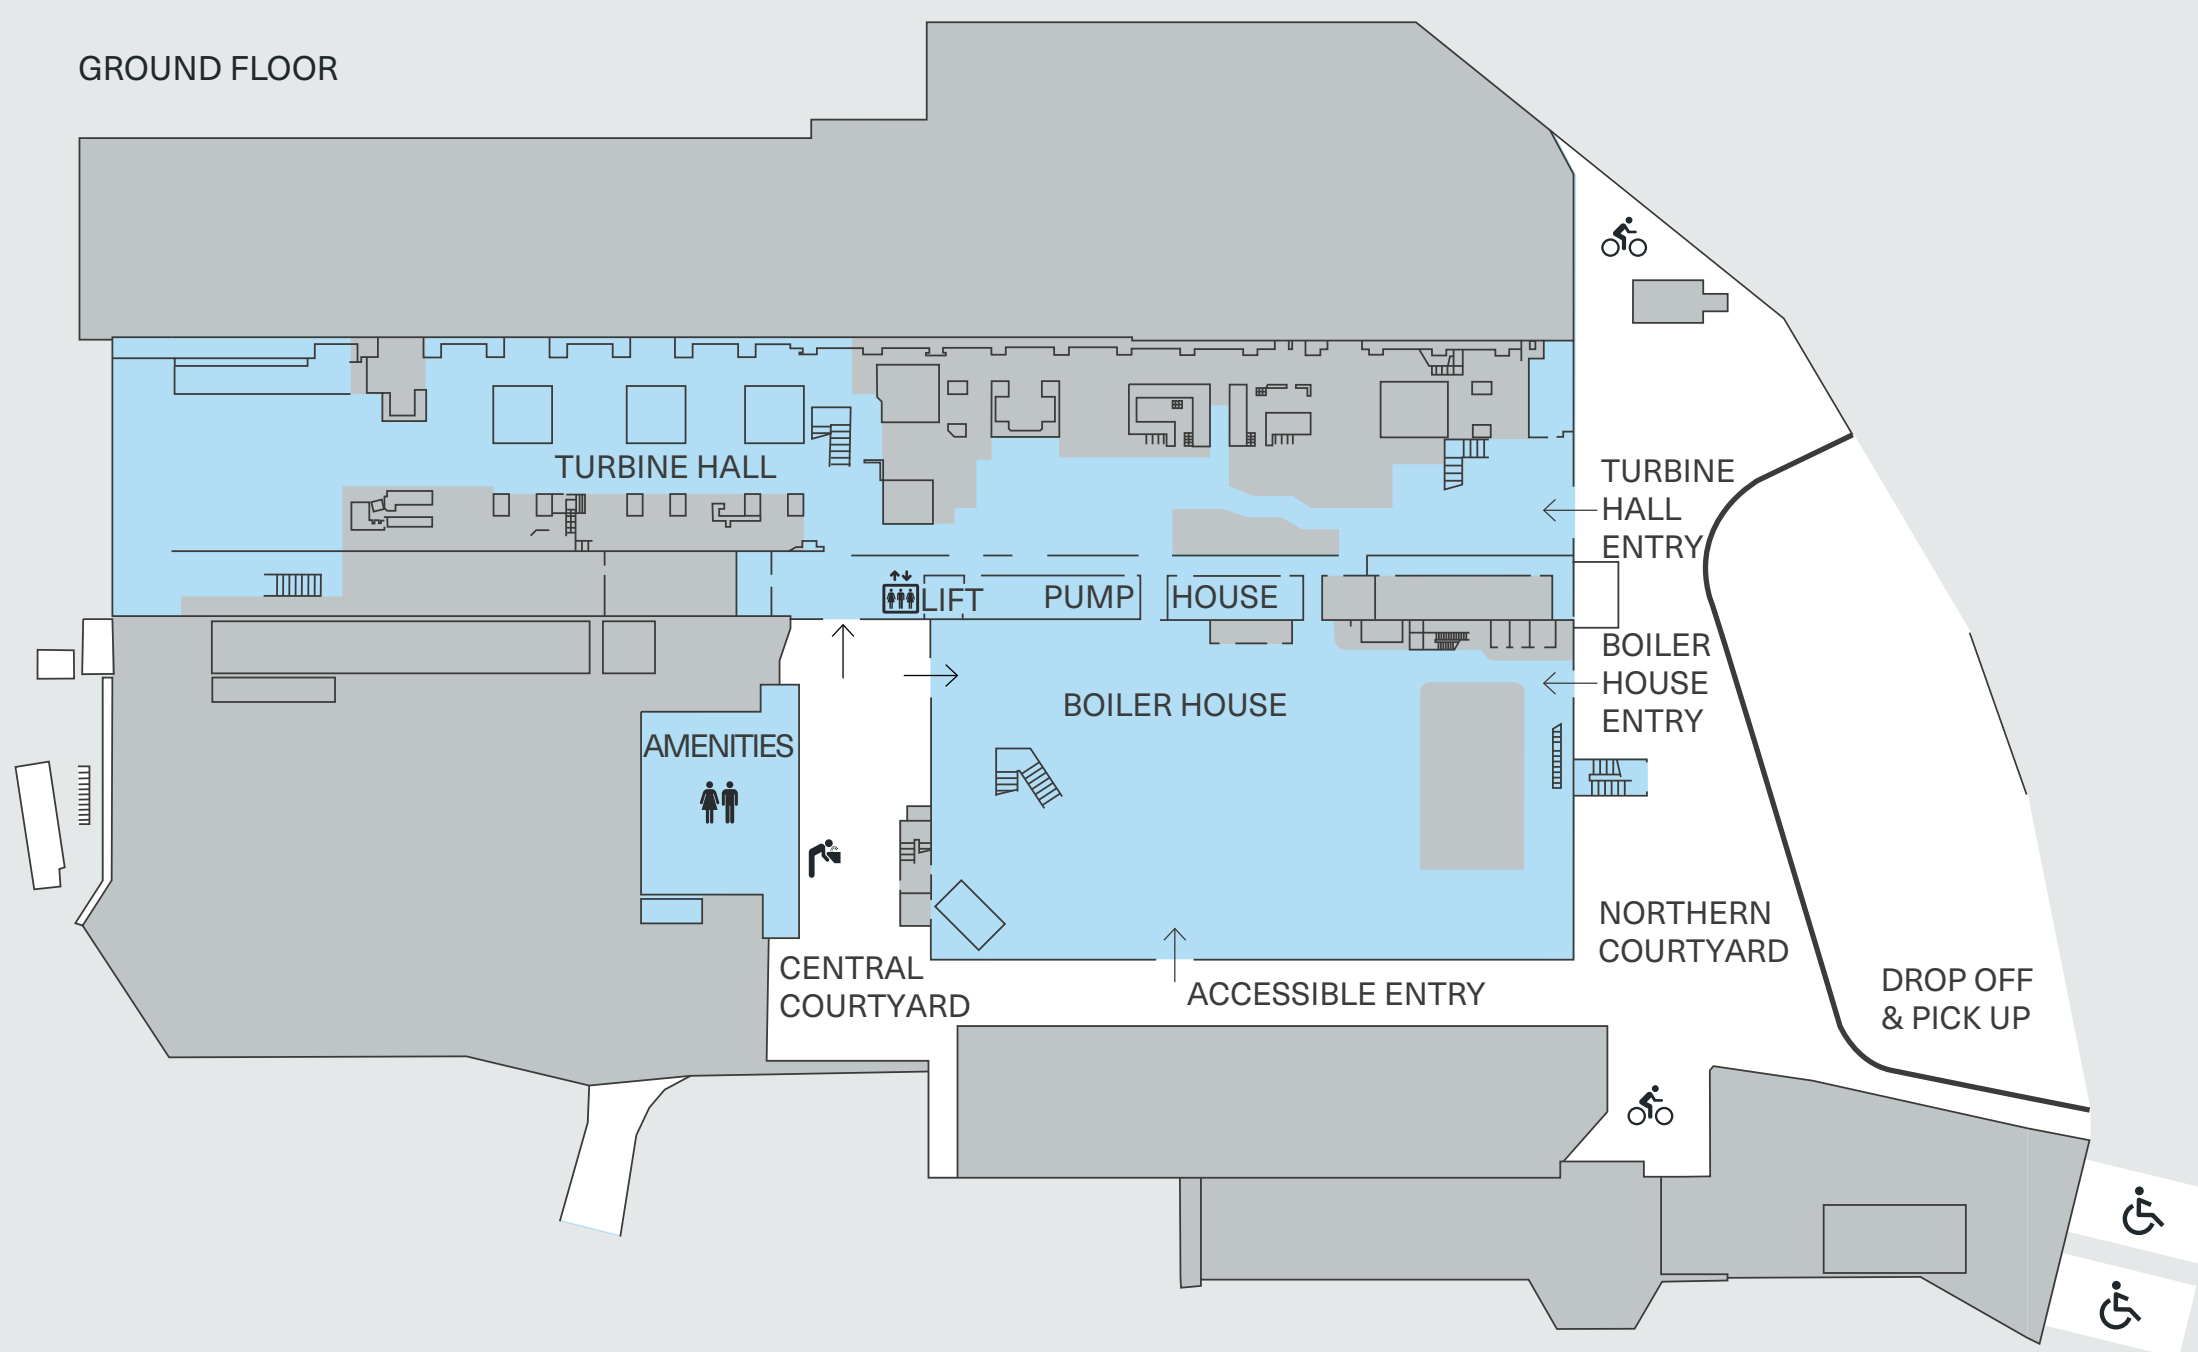 GROUND FLOOR
TURBINE HALL
TURBINE
HALL
ENTRY
LIFT
PUMP
HOUSE
BOILER
HOUSE
ENTRY
BOILER HOUSE
AMENITIES
NORTHERN
COURTYARD
CENTRAL
COURTYARD
ACCESSIBLE ENTRY
DROP OFF
& PICK UP